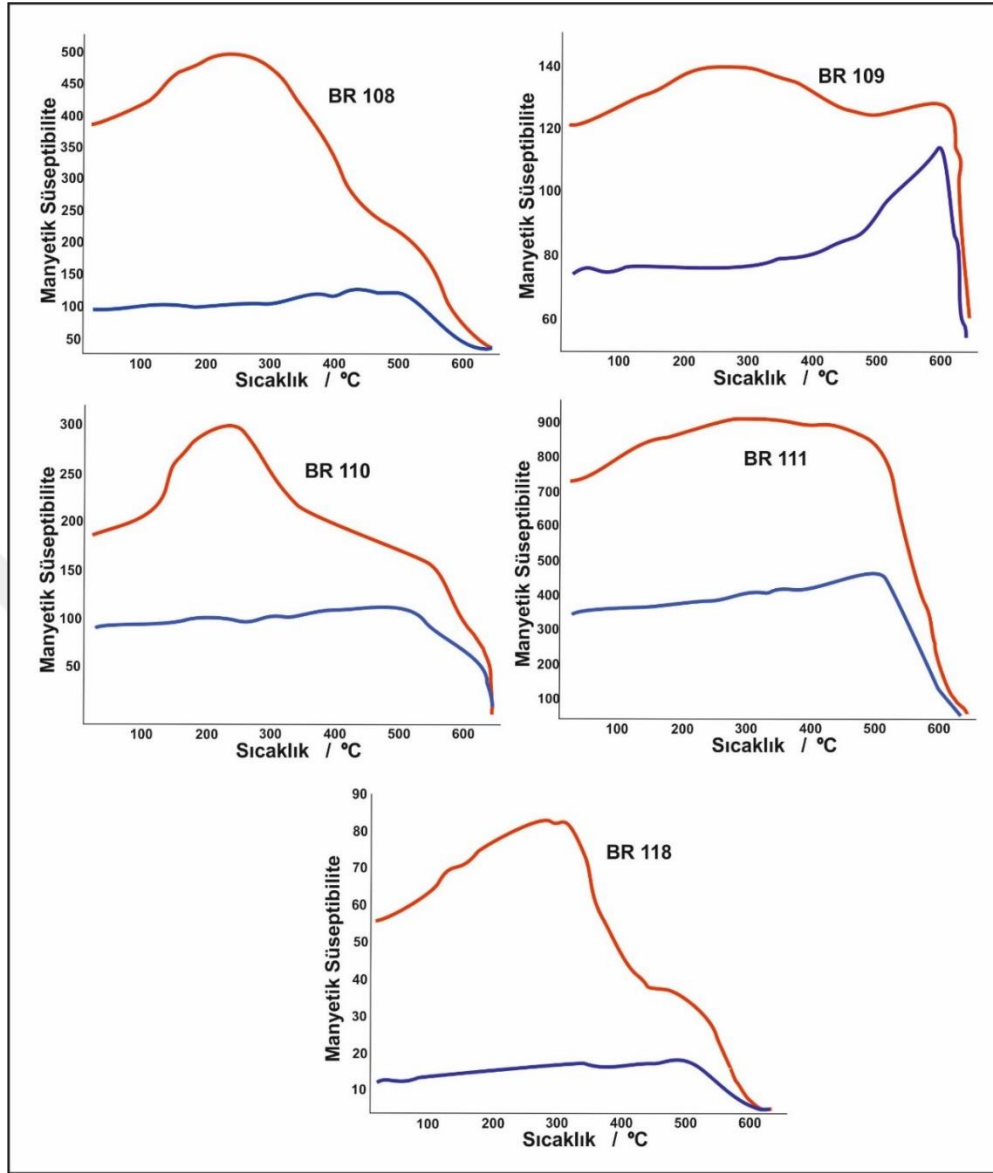 BR 108
Manyetik Süseptibilite
500
450
400
350
300
250
200
150
100
50
100 200 300 400 500 600
Sıcaklık / ºC
BR 109
Manyetik Süseptibilite
140
120
100
80
60
100 200 300 400 500 600
Sıcaklık / ºC
BR 110
Manyetik Süseptibilite
300
250
200
150
100
50
100 200 300 400 500 600
Sıcaklık / ºC
BR 111
Manyetik Süseptibilite
900
800
700
600
500
400
300
200
100
100 200 300 400 500 600
Sıcaklık / ºC
BR 118
Manyetik Süseptibilite
90
80
70
60
50
40
30
20
10
100 200 300 400 500 600
Sıcaklık / ºC